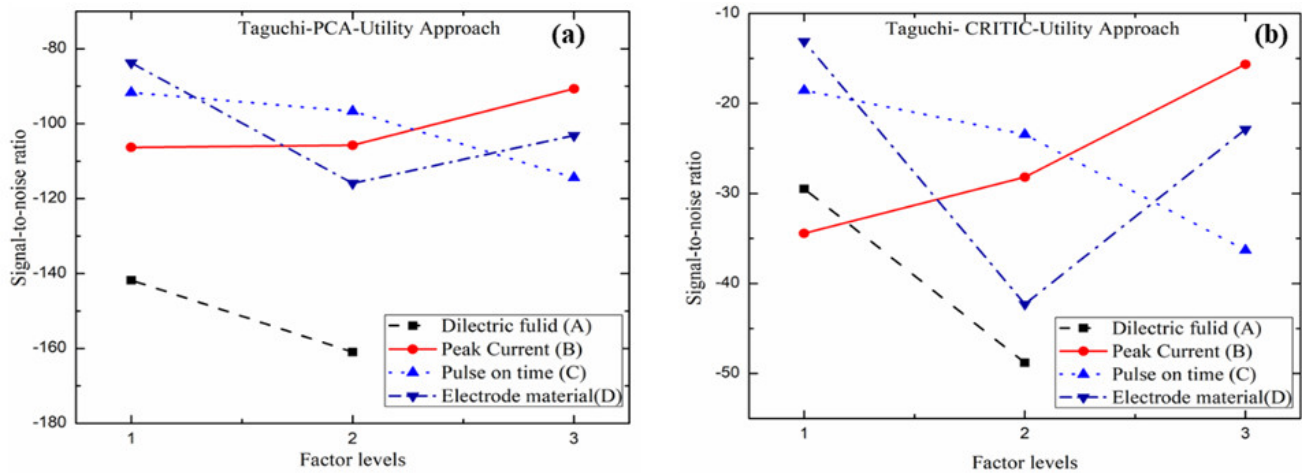 Taguchi-PCA-Utility Approach
(a)
-80
-100
-120
-140
-160
-180
Signal-to-noise ratio
Dilectric fulid (A)
Peak Current (B)
Pulse on time (C)
Electrode material(D)
1
2
3
Factor levels
Taguchi- CRITIC-Utility Approach
(b)
-10
-20
-30
-40
-50
Signal-to-noise ratio
Dilectric fulid (A)
Peak Current (B)
Pulse on time (C)
Electrode material(D)
1
2
3
Factor levels